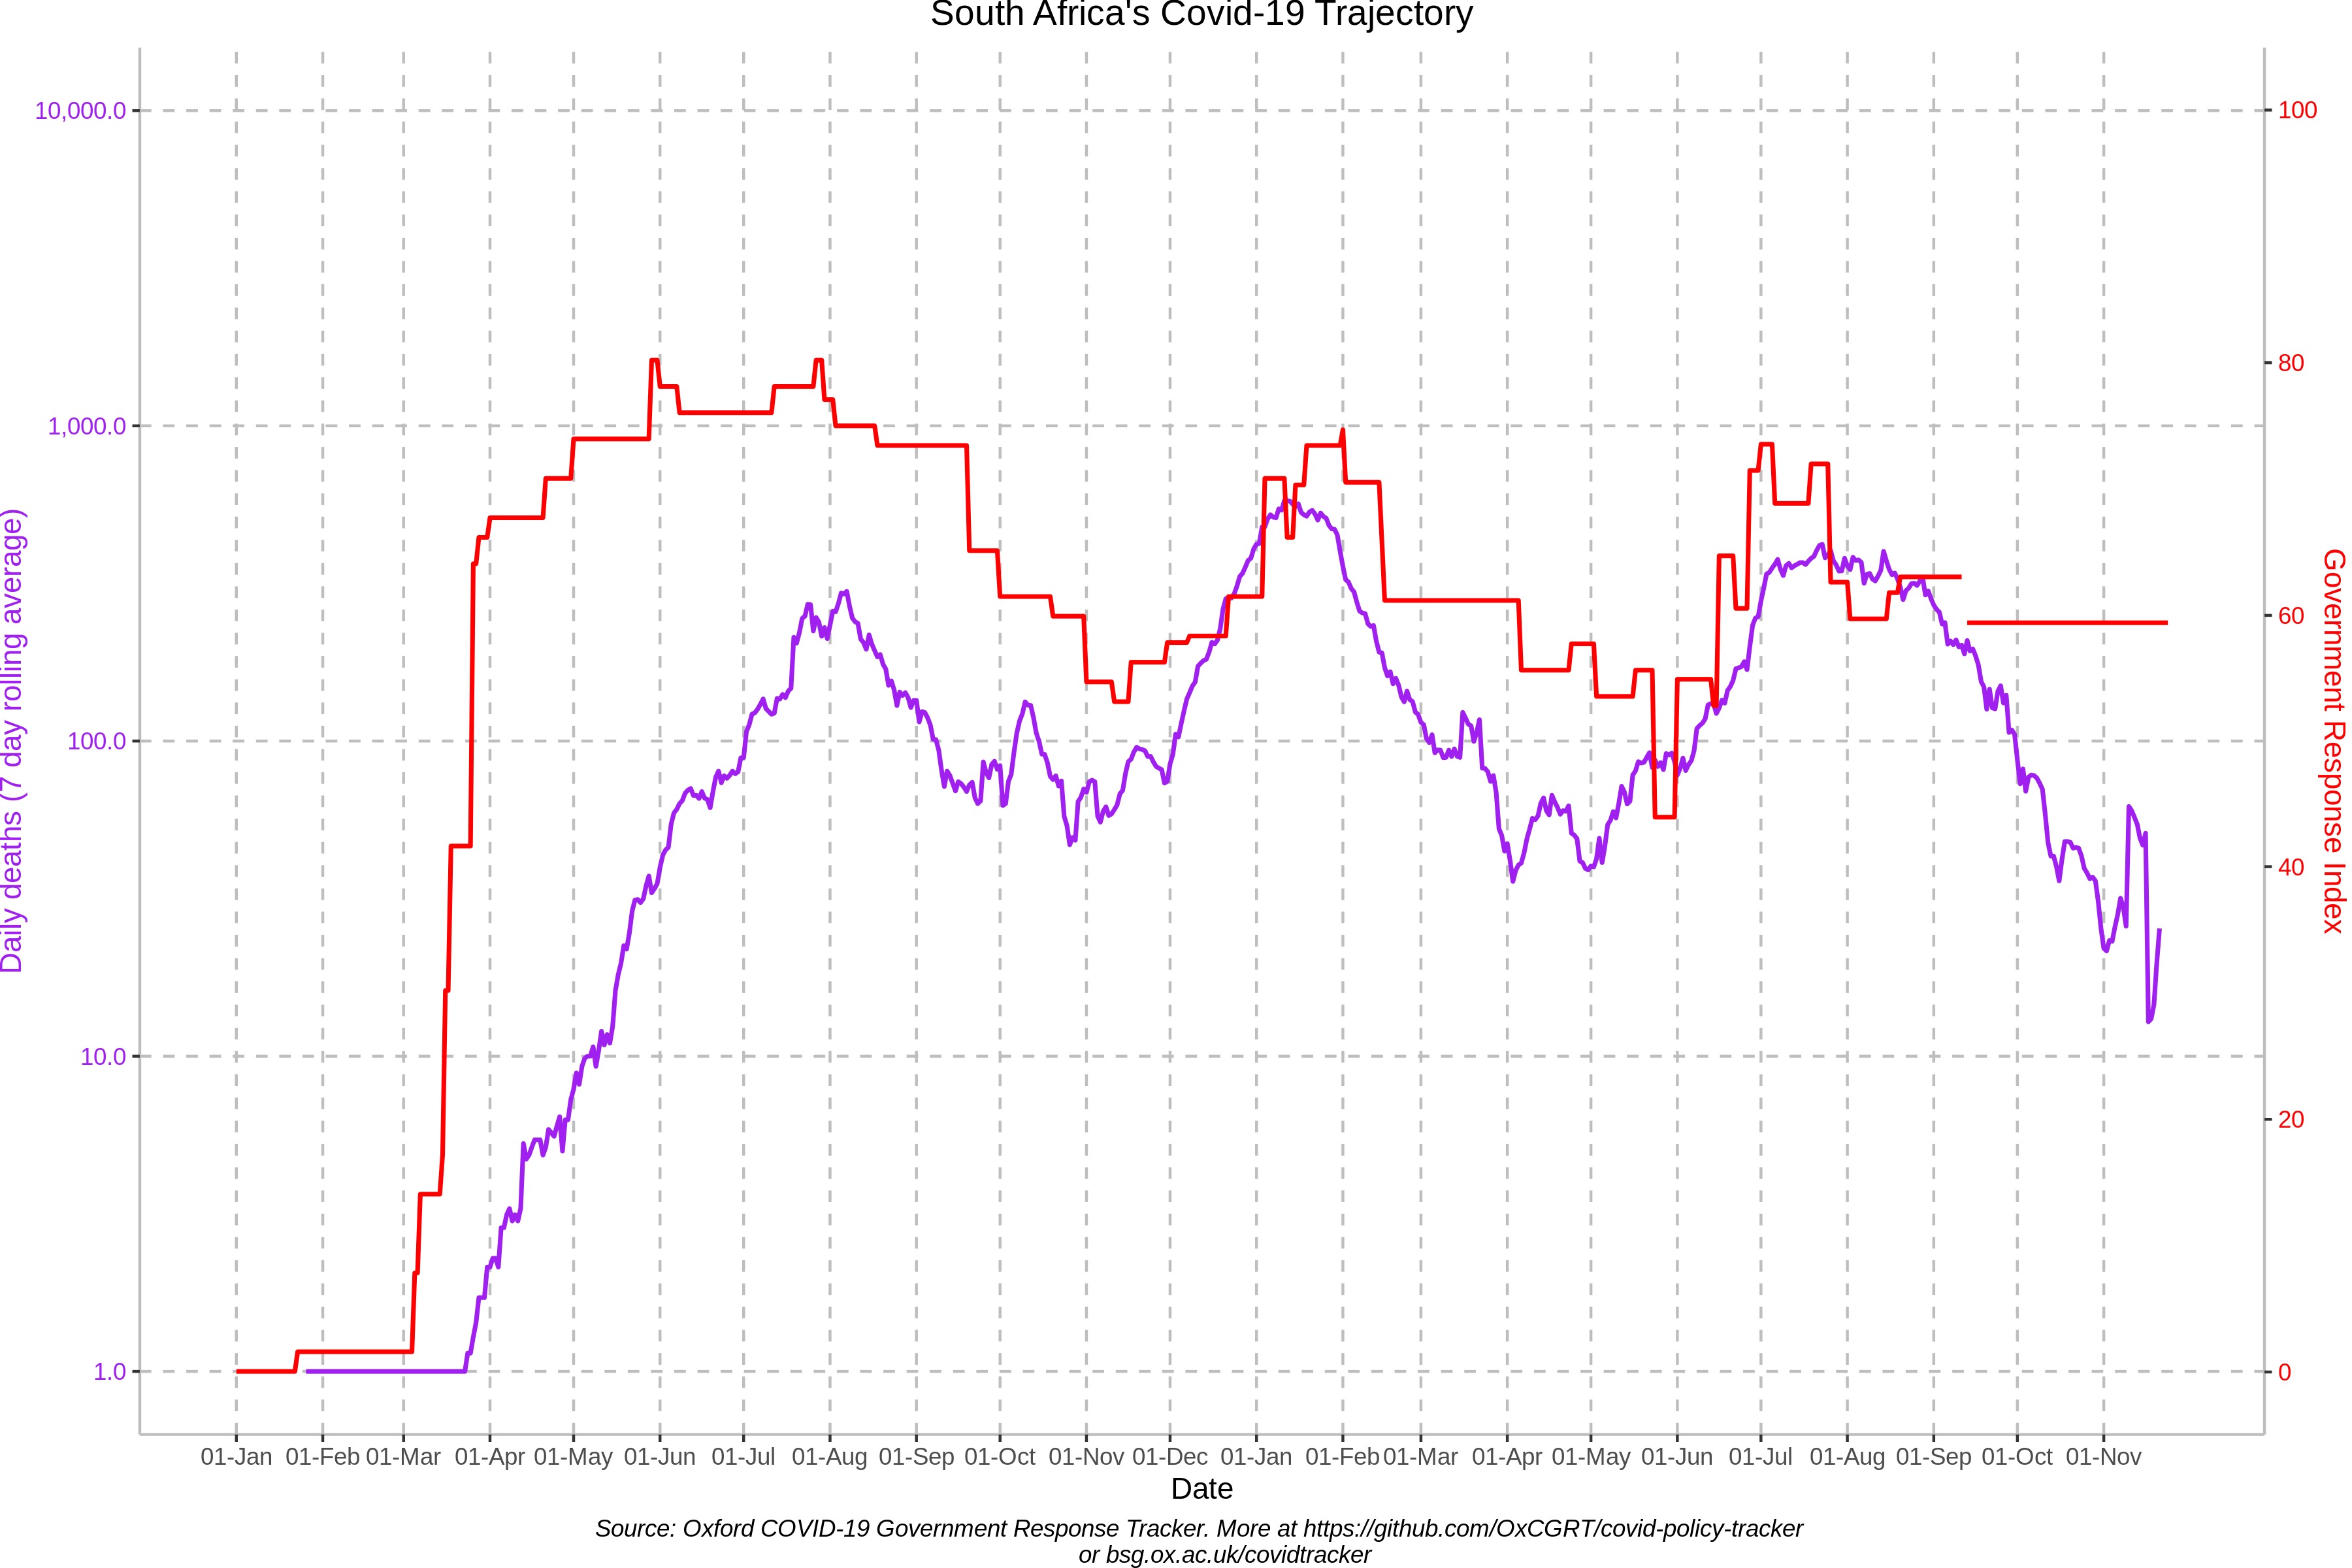 South Africa's Covid-19 Trajectory
10,000.0
1,000.0
100.0
10.0
1.0
Daily deaths (7 day rolling average)
100
80
60
40
20
0
Government Response Index
01-Jan 01-Feb 01-Mar 01-Apr 01-May 01-Jun 01-Jul 01-Aug 01-Sep 01-Oct 01-Nov 01-Dec 01-Jan 01-Feb 01-Mar 01-Apr 01-May 01-Jun 01-Jul 01-Aug 01-Sep 01-Oct 01-Nov
Date
Source: Oxford COVID-19 Government Response Tracker. More at https://github.com/OxCGRT/covid-policy-tracker
or bsg.ox.ac.uk/covidtracker